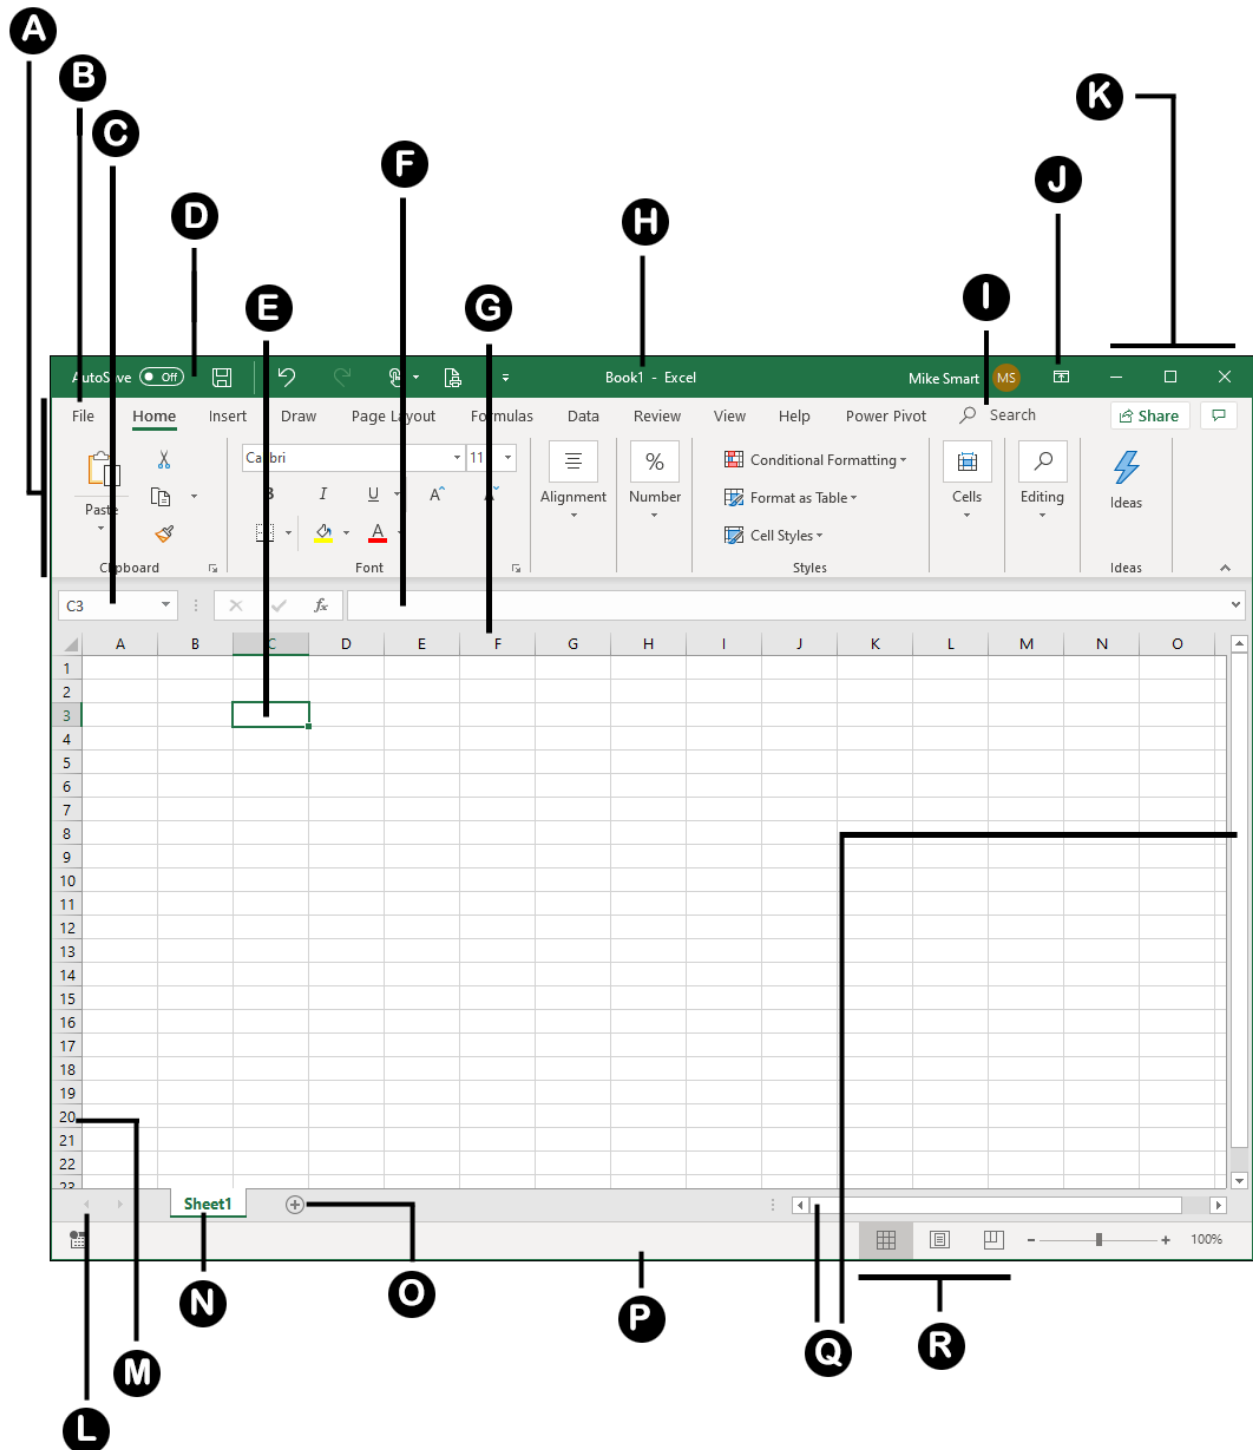 A
B
K
C
F
J
D
H
E
G
I
AutoSave Off Book1 - Excel Mike Smart MS
File Home Insert Draw Page Layout Formulas Data Review View Help Power Pivot Search Share
Calibri 11
% Conditional Formatting
Paste B I U A A Alignment Number Format as Table Cells Editing Ideas
A Cell Styles
Clipboard Font Styles Ideas
C3 fx
A B C D E F G H I J K L M N O
1
2
3
4
5
6
7
8
9
10
11
12
13
14
15
16
17
18
19
20
21
22
23
Sheet1
- + 100%
N O P Q R
M
L